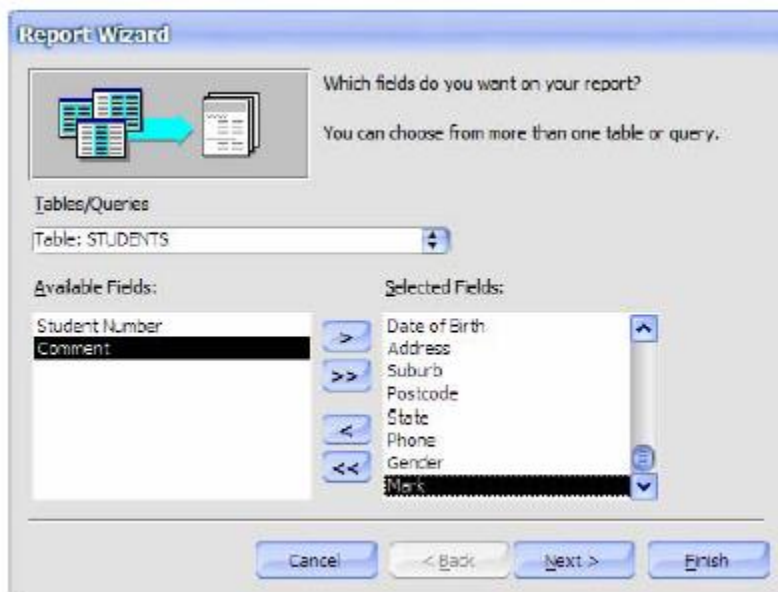 Report Wizard
Which fields do you want on your report?
You can choose from more than one table or query.
Tables/Queries
Table: STUDENTS
Available Fields:
Selected Fields:
Student Number
Comment
>
>>
<
<<
Date of Birth
Address
Suburb
Postcode
State
Phone
Gender
Mark
Cancel
< Back
Next >
Finish